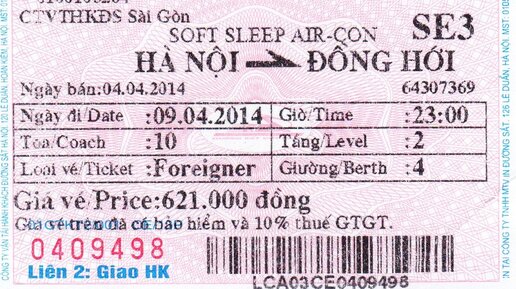 CTVTHKĐS Sài Gòn
SE3
SOFT SLEEP AIR-CON
HÀ NỘI ĐỒNG HỚI
Ngày bán:04.04.2014 64307369
Ngày đi/Date :09.04.2014 Giờ/Time :23:00
Toa/Coach :10 Tầng/Level :2
Loại vé/Ticket :Foreigner Giường/Berth :4
Giá vé/Price:621.000 đồng
Gia vé trên đã có bảo hiểm và 10% thuế GTGT.
0409498
Liên 2: Giao HK
LCA03CE0409498